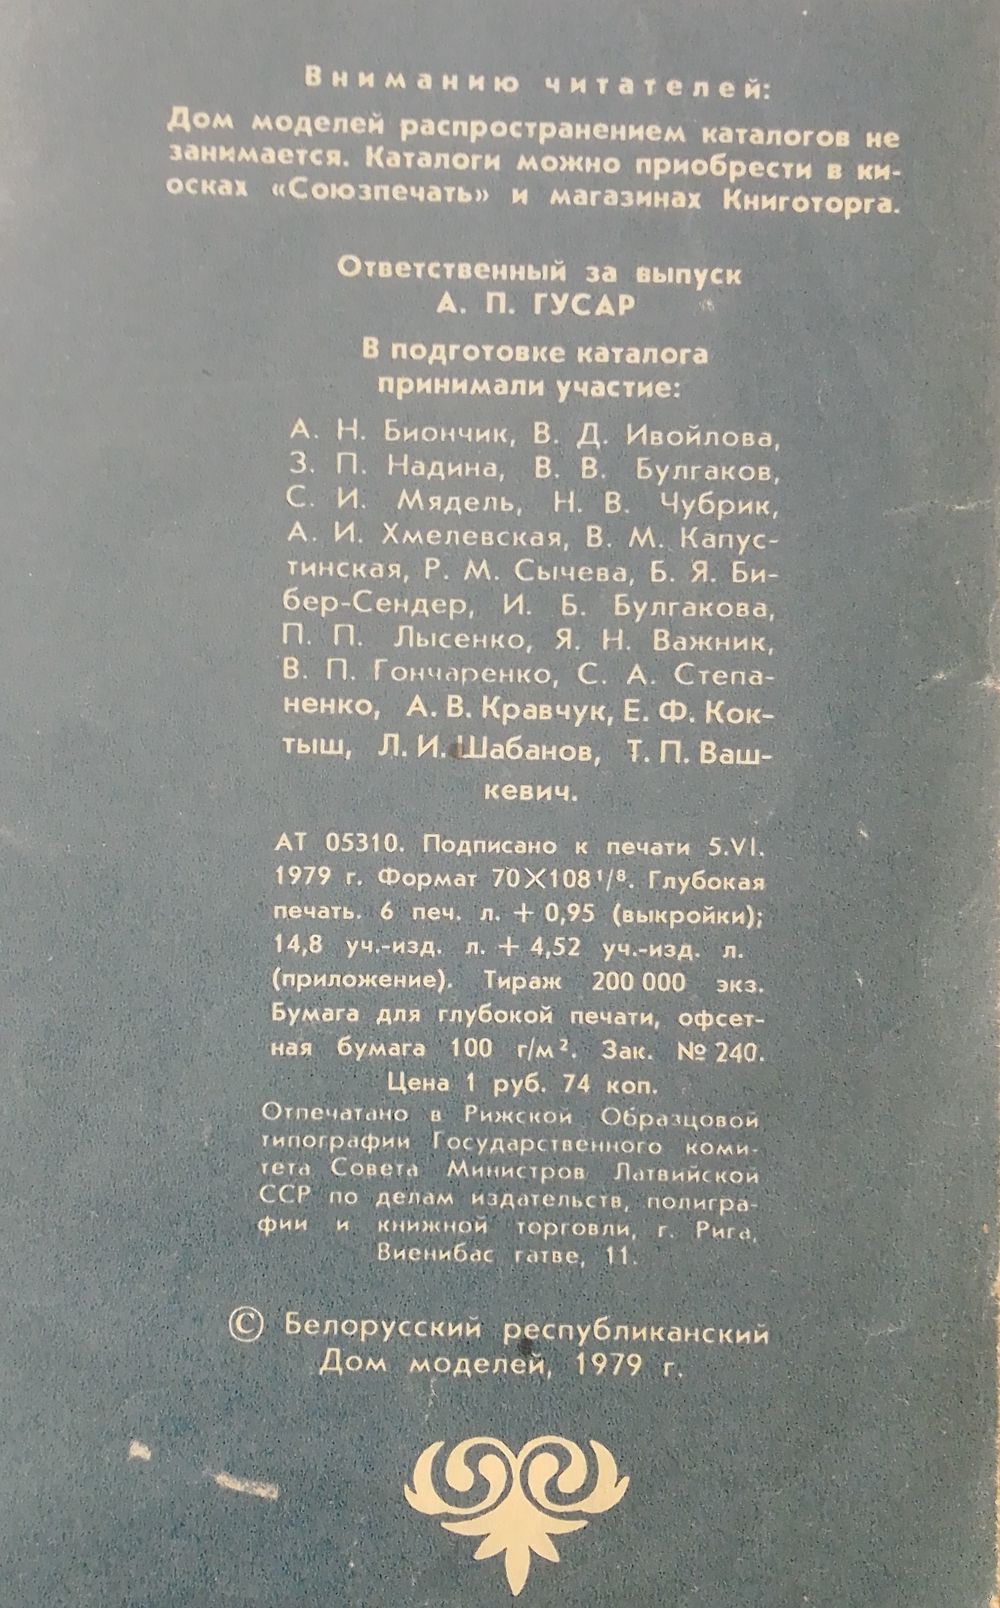 Вниманию читателей:
Дом моделей распространением каталогов не
занимается. Каталоги можно приобрести в ки-
осках «Союзпечать» и магазинах Книготорга.
Ответственный за выпуск
А. П. ГУСАР
В подготовке каталога
принимали участие:
А. Н. Биончик, В. Д. Ивойлова,
З. П. Надина, В. В. Булгаков,
С. И. Мядель, Н. В. Чубрик,
А. И. Хмелевская, В. М. Капус-
тинская, Р. М. Сычева, Б. Я. Би-
бер-Сендер, И. Б. Булгакова,
П. П. Лысенко, Я. Н. Важник,
В. П. Гончаренко, С. А. Степа-
ненко, А. В. Кравчук, Е. Ф. Кок-
тыш, Л. И. Шабанов, Т. П. Ваш-
кевич.
АТ 05310. Подписано к печати 5.VI.
1979 г. Формат 70×108 1/8. Глубокая
печать. 6 печ. л. + 0,95 (выкройки);
14,8 уч.-изд. л. + 4,52 уч.-изд. л.
(приложение). Тираж 200 000 экз.
Бумага для глубокой печати, офсет-
ная бумага 100 г/м². Зак. № 240.
Цена 1 руб. 74 коп.
Отпечатано в Рижской Образцовой
типографии Государственного коми-
тета Совета Министров Латвийской
ССР по делам издательств, полигра-
фии и книжной торговли, г. Рига,
Виенибас гатве, 11.
© Белорусский республиканский
Дом моделей, 1979 г.